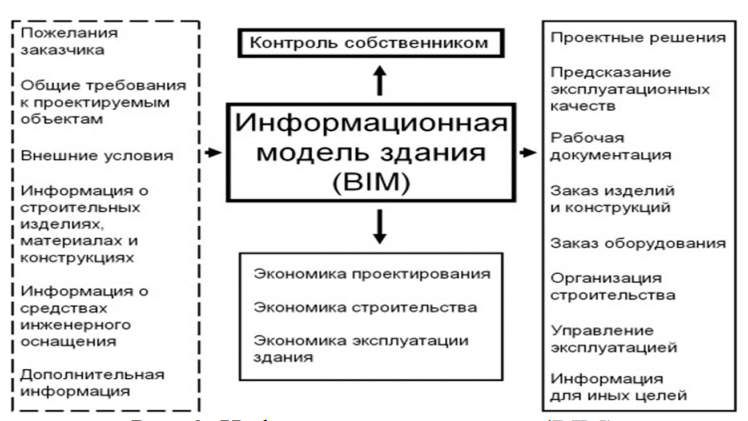 Пожелания
заказчика
Общие требования
к проектируемым
объектам
Внешние условия
Информация о
строительных
изделиях,
материалах и
конструкциях
Информация о
средствах
инженерного
оснащения
Дополнительная
информация
Контроль собственником
Информационная
модель здания
(BIM)
Экономика проектирования
Экономика строительства
Экономика эксплуатации
здания
Проектные решения
Предсказание
эксплуатационных
качеств
Рабочая
документация
Заказ изделий
и конструкций
Заказ оборудования
Организация
строительства
Управление
эксплуатацией
Информация
для иных целей